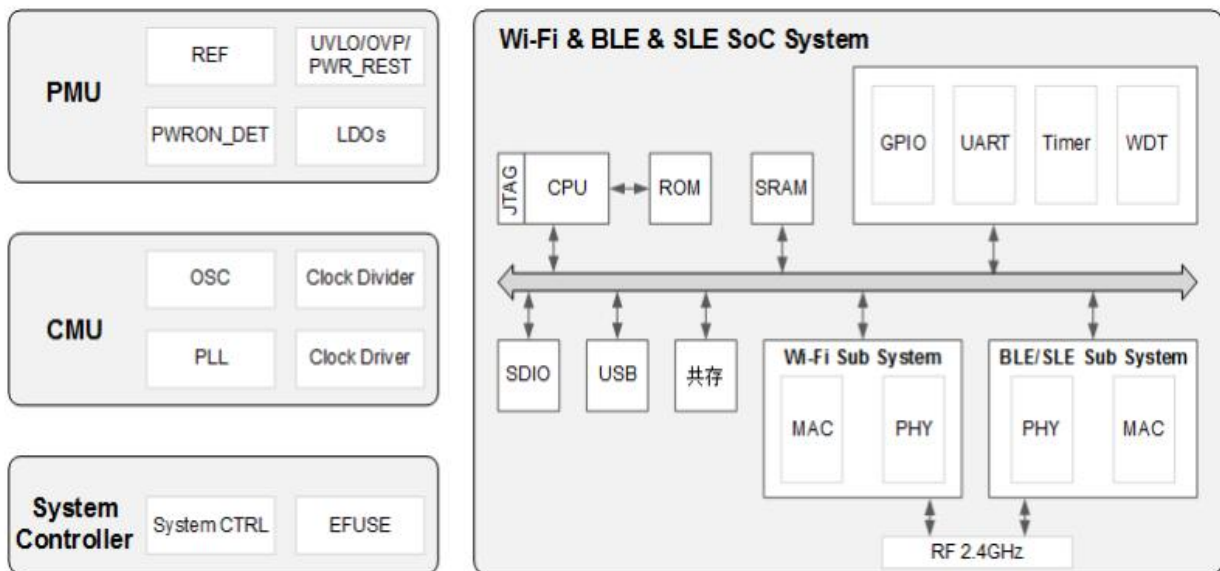 PMU
REF
UVLO/OVP/
PWR_REST
PWRON_DET
LDOs
CMU
OSC
Clock Divider
PLL
Clock Driver
System
Controller
System CTRL
EFUSE
Wi-Fi & BLE & SLE SoC System
GPIO
UART
Timer
WDT
JTAG
CPU
ROM
SRAM
SDIO
USB
共存
Wi-Fi Sub System
MAC
PHY
BLE/SLE Sub System
PHY
MAC
RF 2.4GHz